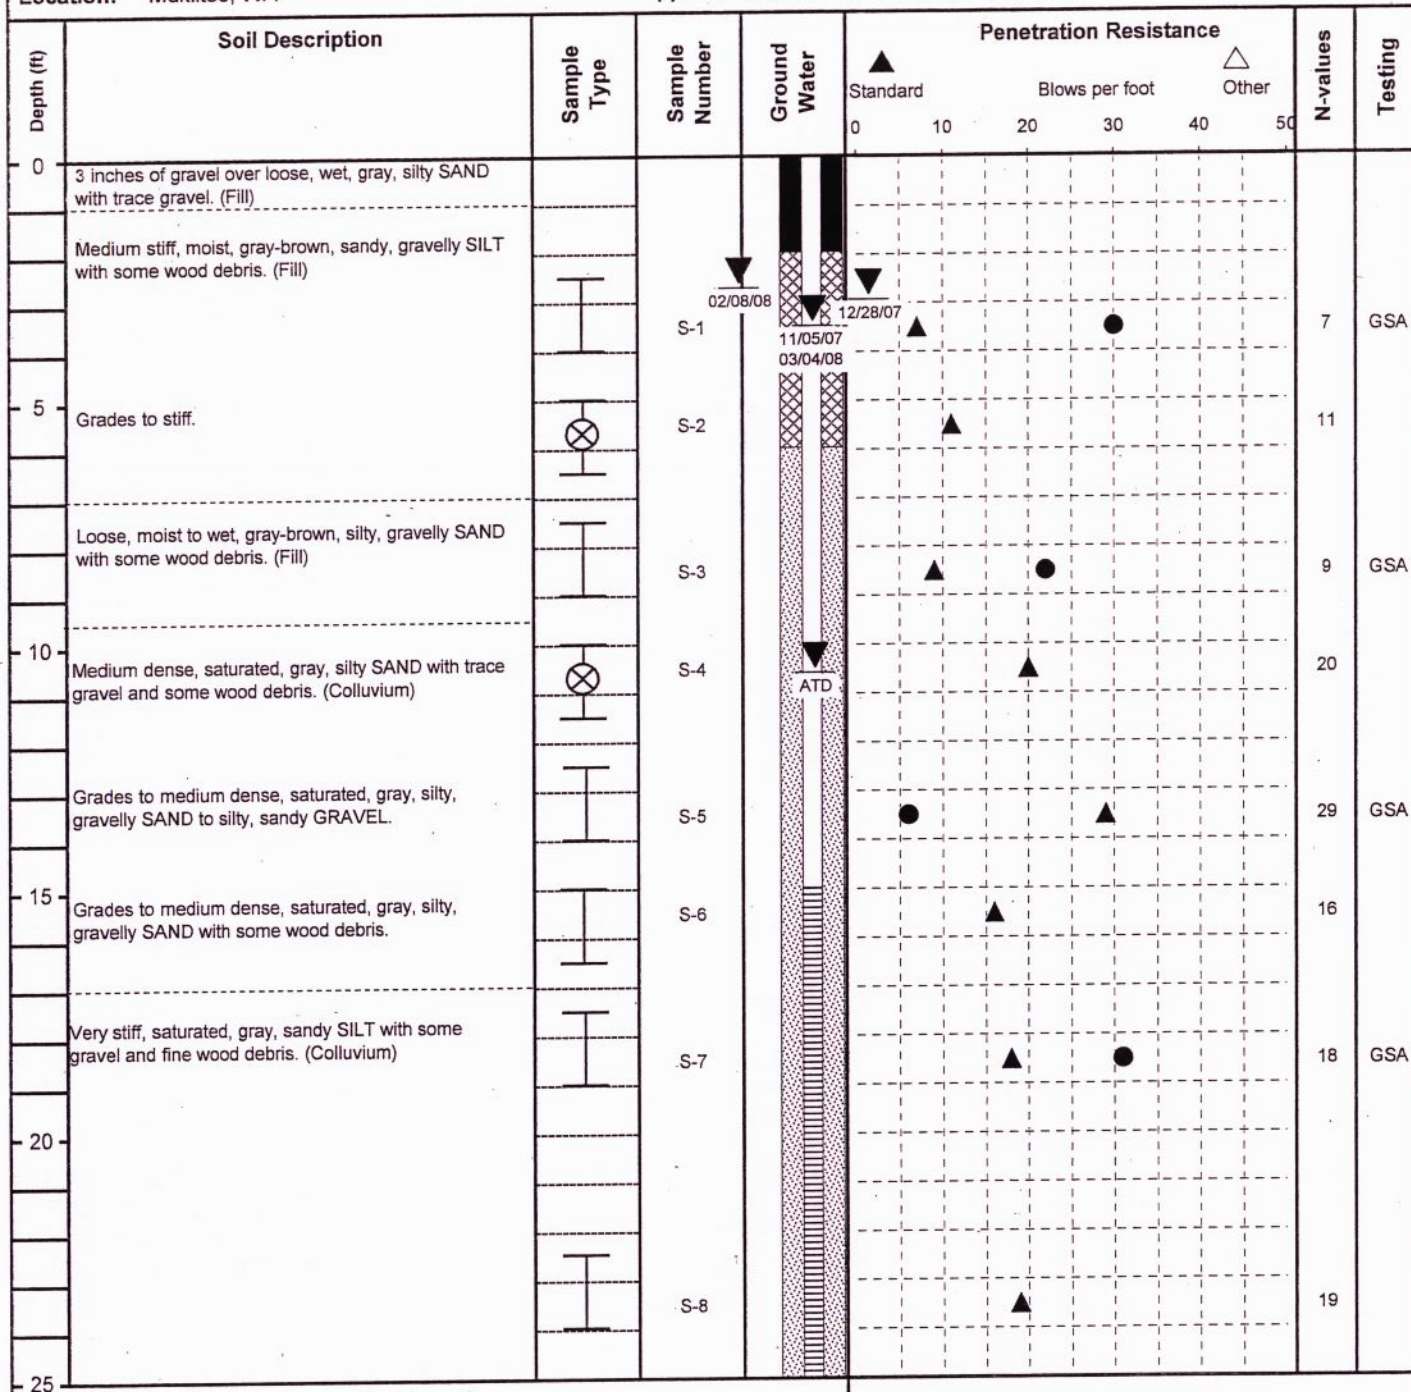 Location:
Depth (ft)
Soil Description
Sample Type
Sample Number
Ground Water
Penetration Resistance
Standard
Blows per foot
Other
0 10 20 30 40 50
N-values
Testing
0
3 inches of gravel over loose, wet, gray, silty SAND
with trace gravel. (Fill)
Medium stiff, moist, gray-brown, sandy, gravelly SILT
with some wood debris. (Fill)
02/08/08
12/28/07
S-1
11/05/07
03/04/08
7
GSA
5
Grades to stiff.
S-2
11
Loose, moist to wet, gray-brown, silty, gravelly SAND
with some wood debris. (Fill)
S-3
9
GSA
10
Medium dense, saturated, gray, silty SAND with trace
gravel and some wood debris. (Colluvium)
S-4
ATD
20
Grades to medium dense, saturated, gray, silty,
gravelly SAND to silty, sandy GRAVEL.
S-5
29
GSA
15
Grades to medium dense, saturated, gray, silty,
gravelly SAND with some wood debris.
S-6
16
Very stiff, saturated, gray, sandy SILT with some
gravel and fine wood debris. (Colluvium)
S-7
18
GSA
20
S-8
19
25